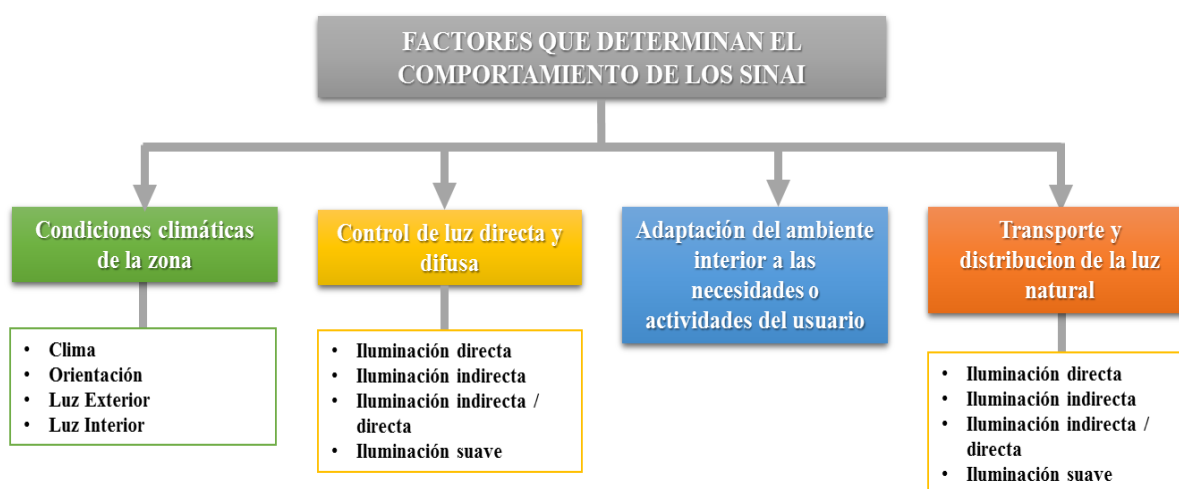 FACTORES QUE DETERMINAN EL
COMPORTAMIENTO DE LOS SINAI
Condiciones climáticas
de la zona
• Clima
• Orientación
• Luz Exterior
• Luz Interior
Control de luz directa y
difusa
• Iluminación directa
• Iluminación indirecta
• Iluminación indirecta /
directa
• Iluminación suave
Adaptación del ambiente
interior a las
necesidades o
actividades del usuario
Transporte y
distribucion de la luz
natural
• Iluminación directa
• Iluminación indirecta
• Iluminación indirecta /
directa
• Iluminación suave